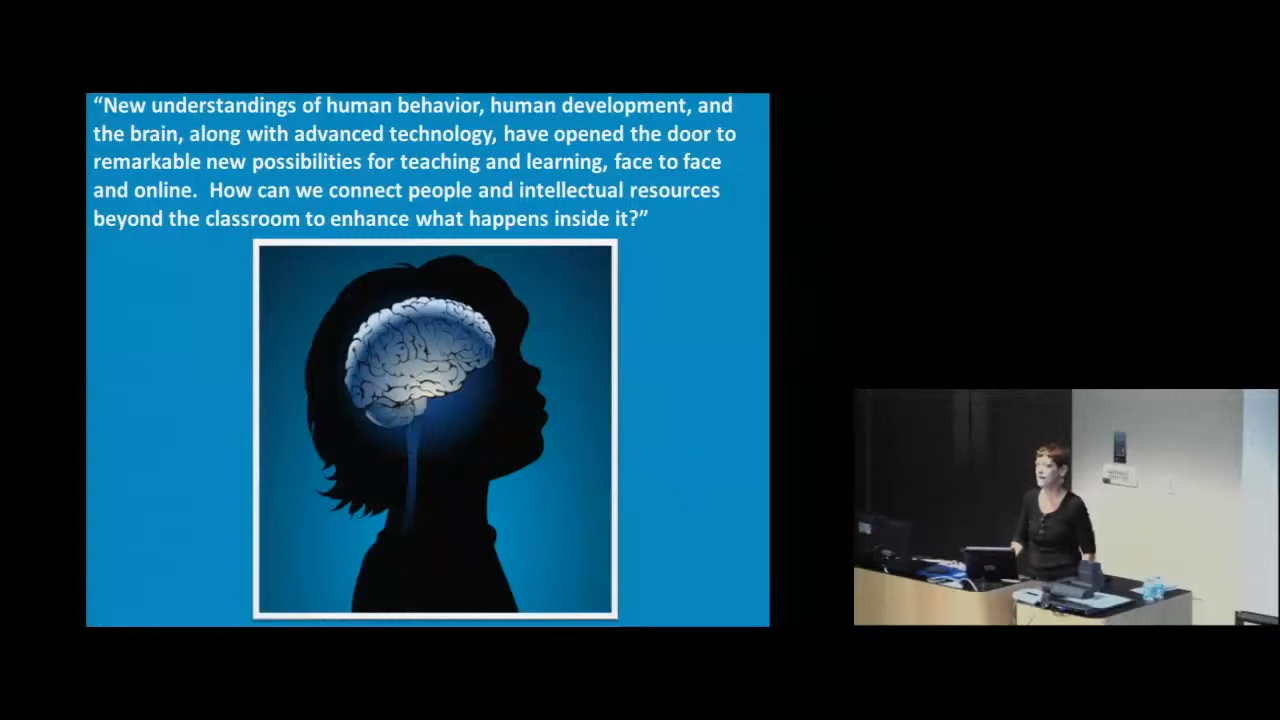 “New understandings of human behavior, human development, and
the brain, along with advanced technology, have opened the door to
remarkable new possibilities for teaching and learning, face to face
and online.  How can we connect people and intellectual resources
beyond the classroom to enhance what happens inside it?”